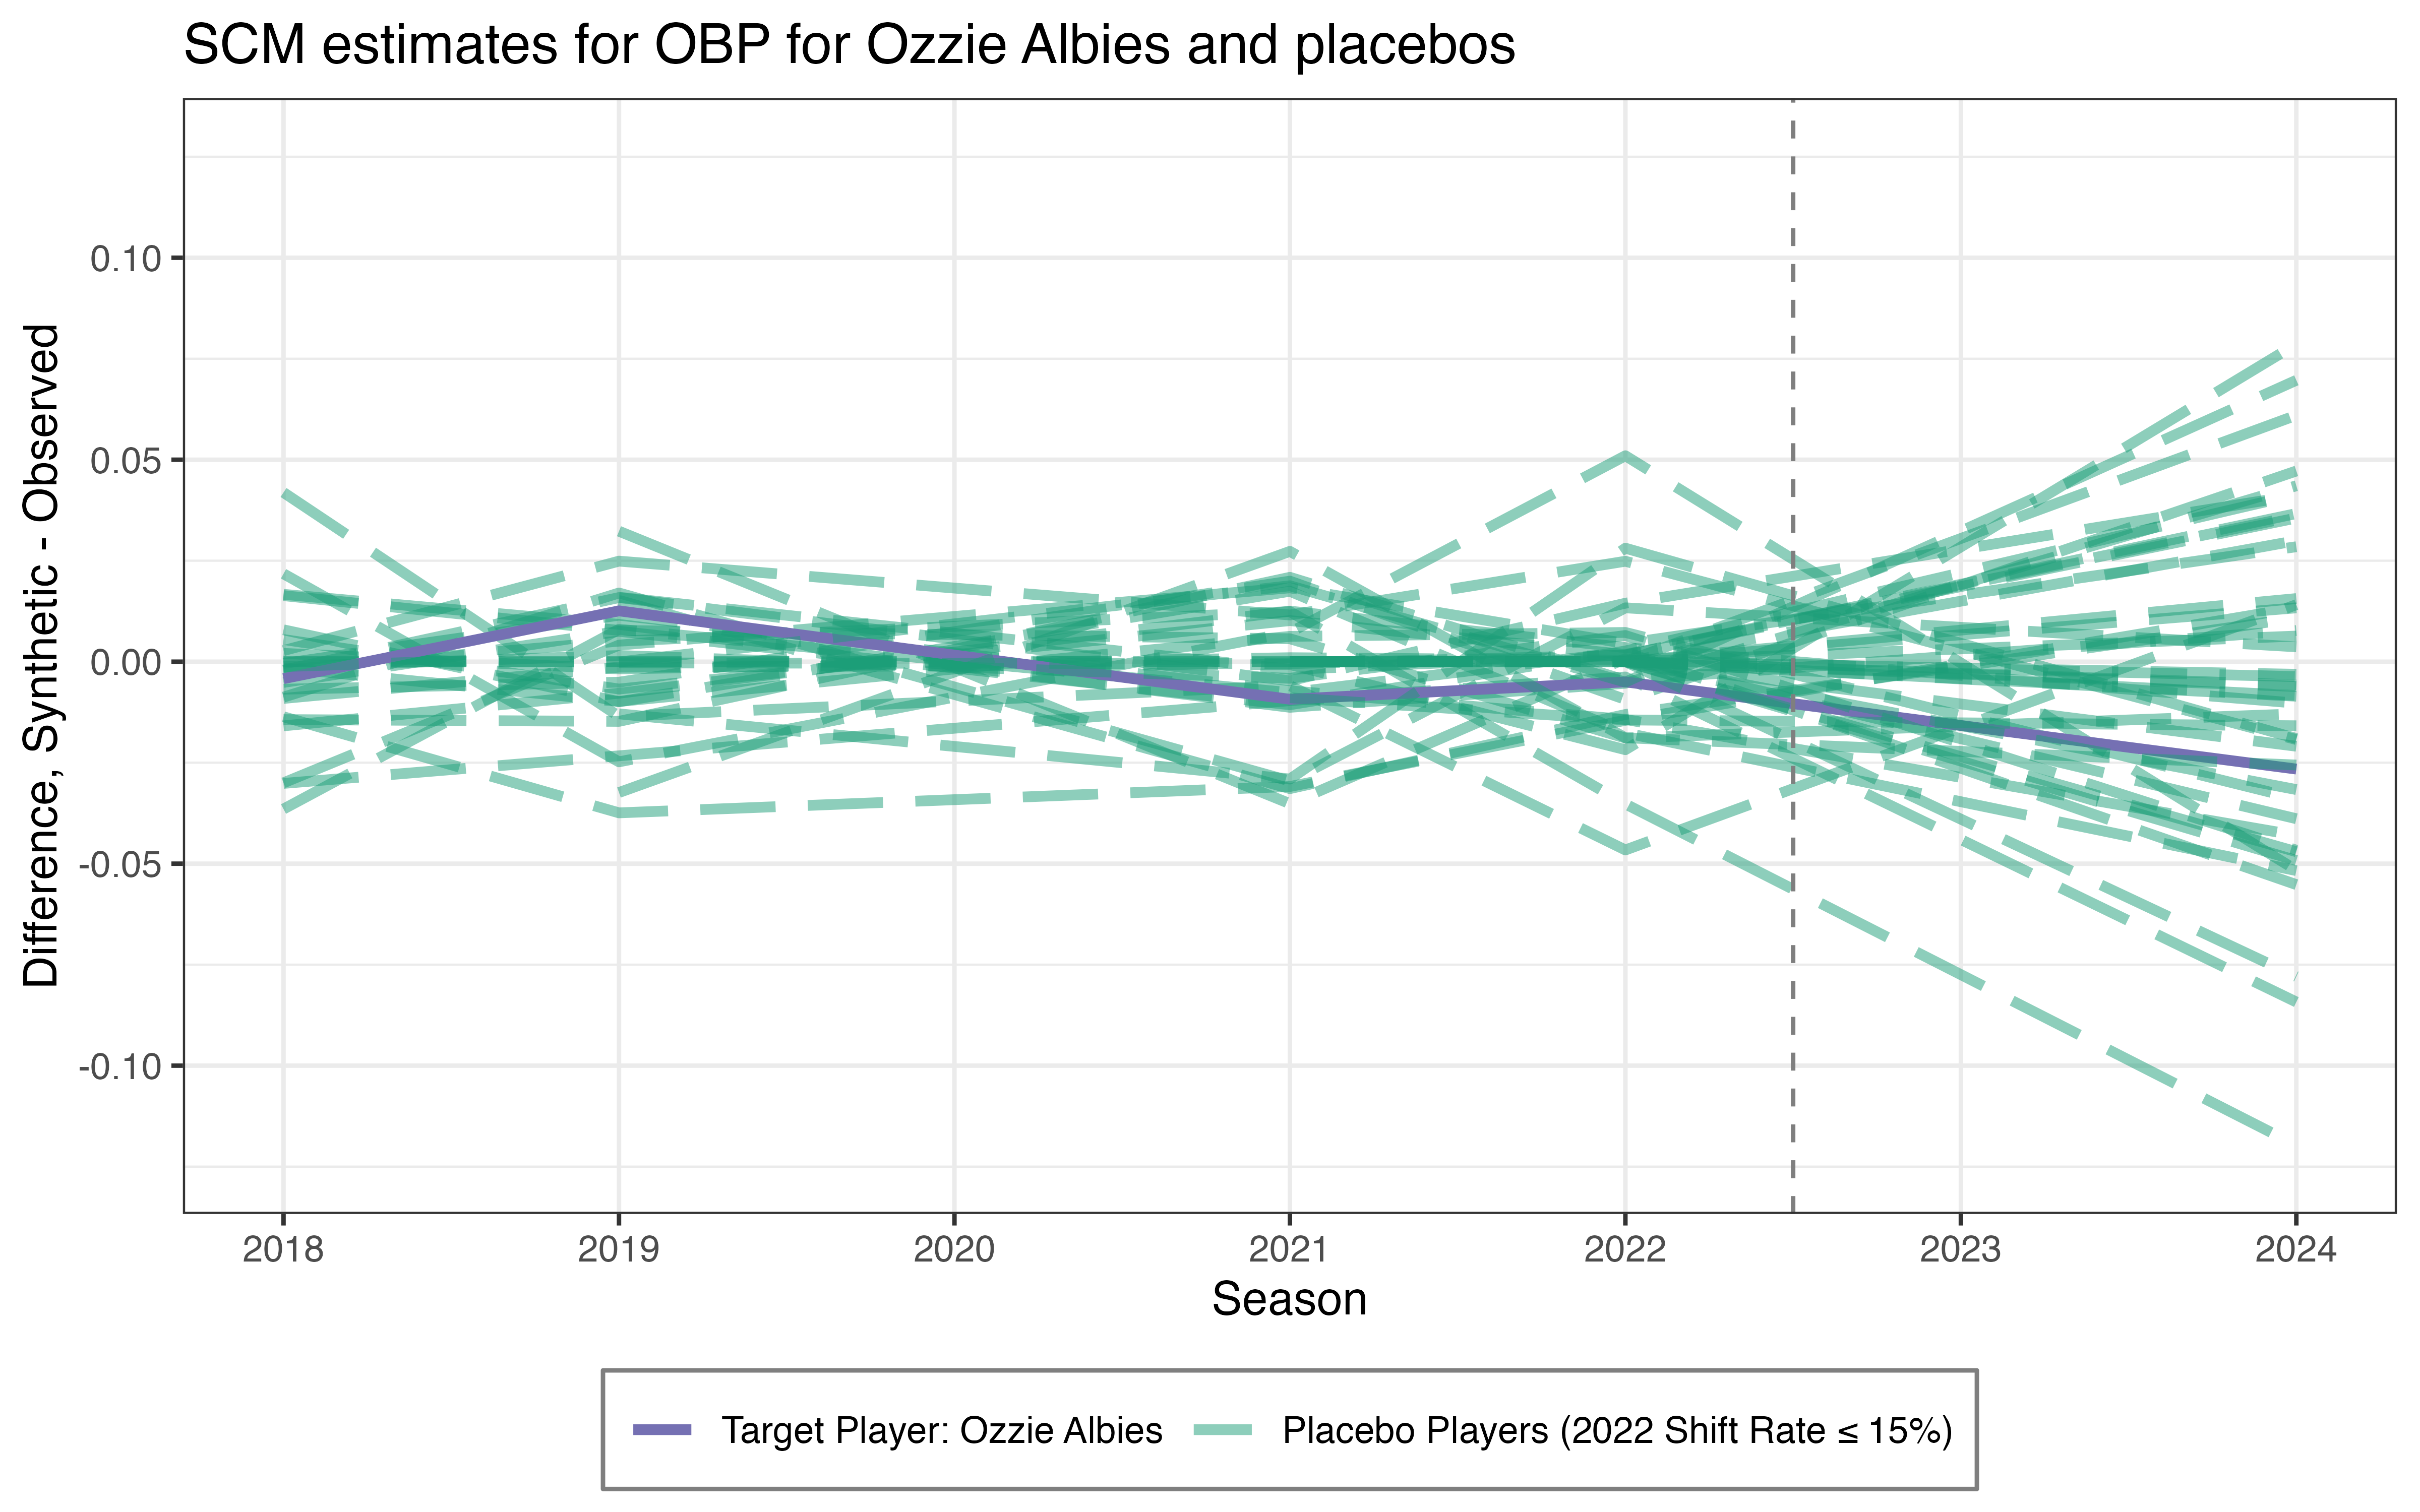 SCM estimates for OBP for Ozzie Albies and placebos
Difference, Synthetic - Observed
0.10
0.05
0.00
-0.05
-0.10
2018 2019 2020 2021 2022 2023 2024
Season
Target Player: Ozzie Albies Placebo Players (2022 Shift Rate ≤ 15%)